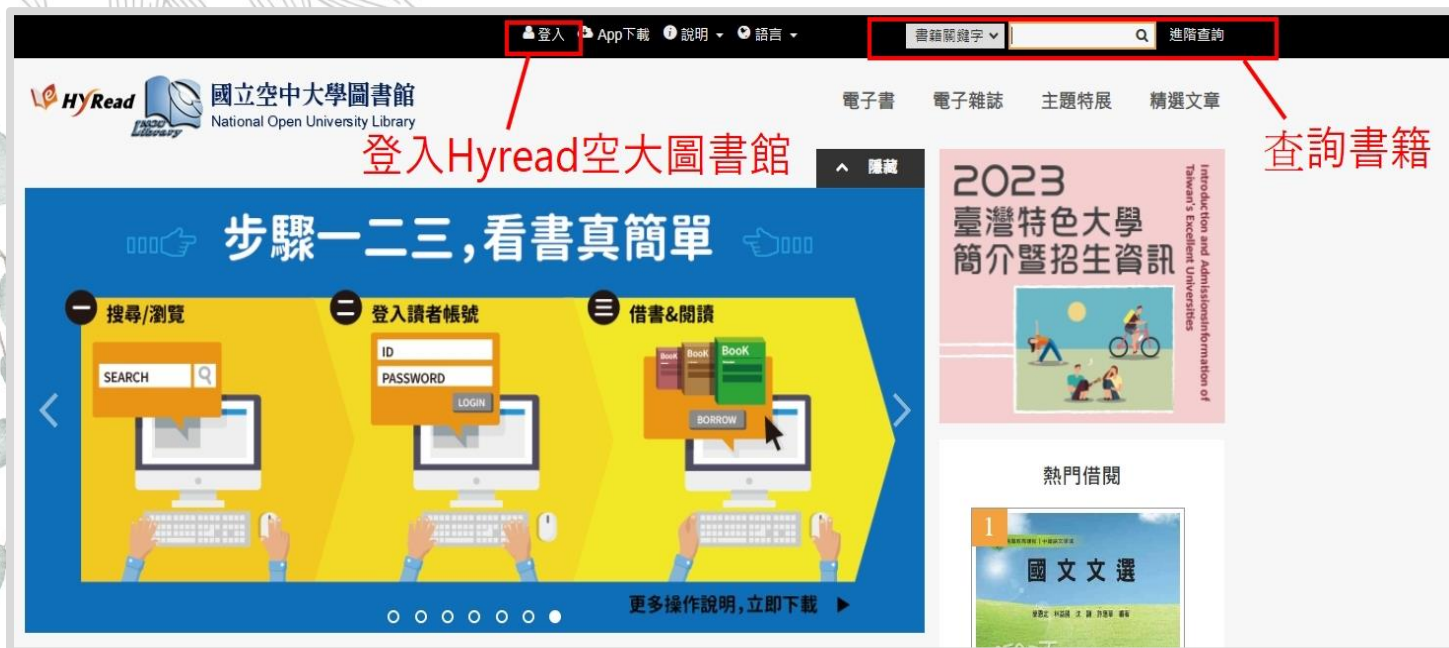 登入 App下載 說明 語言
書籍關鍵字 進階查詢
HyRead
NOU Library
國立空中大學圖書館
National Open University Library
電子書 電子雜誌 主題特展 精選文章
登入Hyread空大圖書館
查詢書籍
隱藏
步驟一二三,看書真簡單
一 搜尋/瀏覽
SEARCH
二 登入讀者帳號
ID
PASSWORD
LOGIN
三 借書&閱讀
Book Book BooK
BORROW
更多操作說明,立即下載
2023
臺灣特色大學
簡介暨招生資訊
Introduction and AdmissionsInformation of
Taiwan's Excellent Universities
熱門借閱
1
國文文選